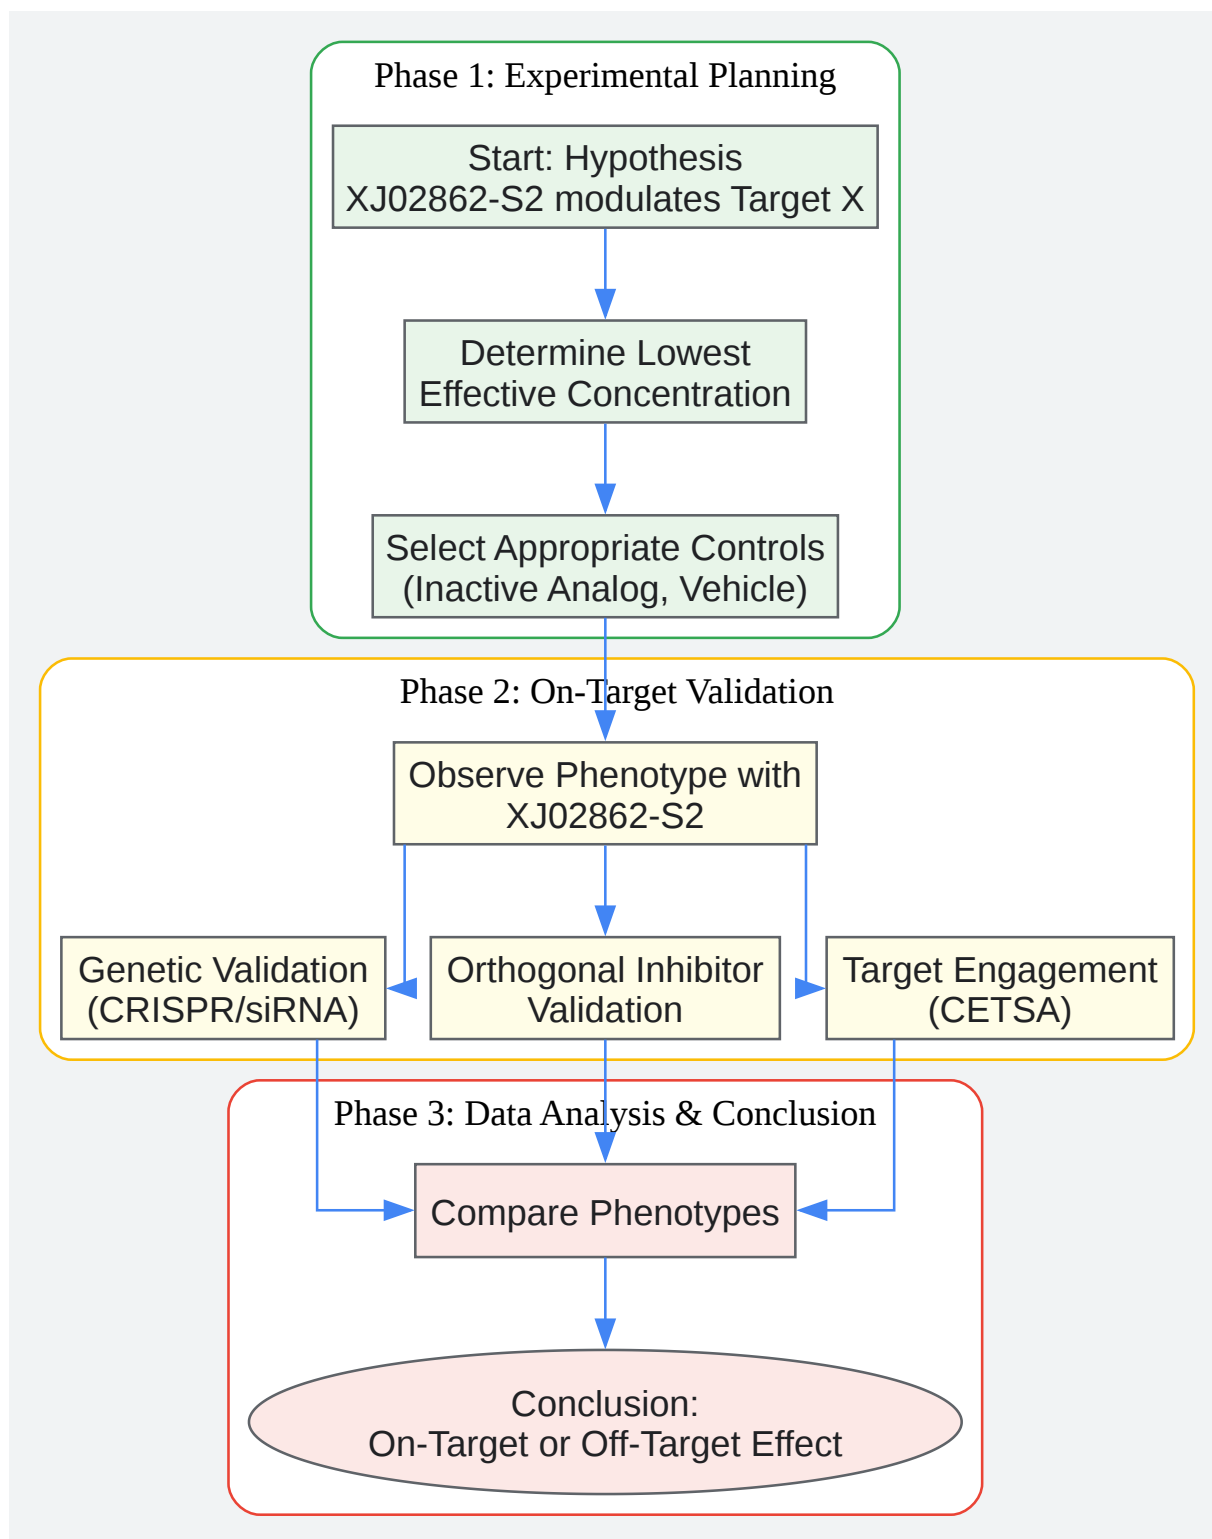 Phase 1: Experimental Planning
Start: Hypothesis
XJ02862-S2 modulates Target X
Determine Lowest
Effective Concentration
Select Appropriate Controls
(Inactive Analog, Vehicle)
Phase 2: On-Target Validation
Observe Phenotype with
XJ02862-S2
Genetic Validation
(CRISPR/siRNA)
Orthogonal Inhibitor
Validation
Target Engagement
(CETSA)
Phase 3: Data Analysis & Conclusion
Compare Phenotypes
Conclusion:
On-Target or Off-Target Effect